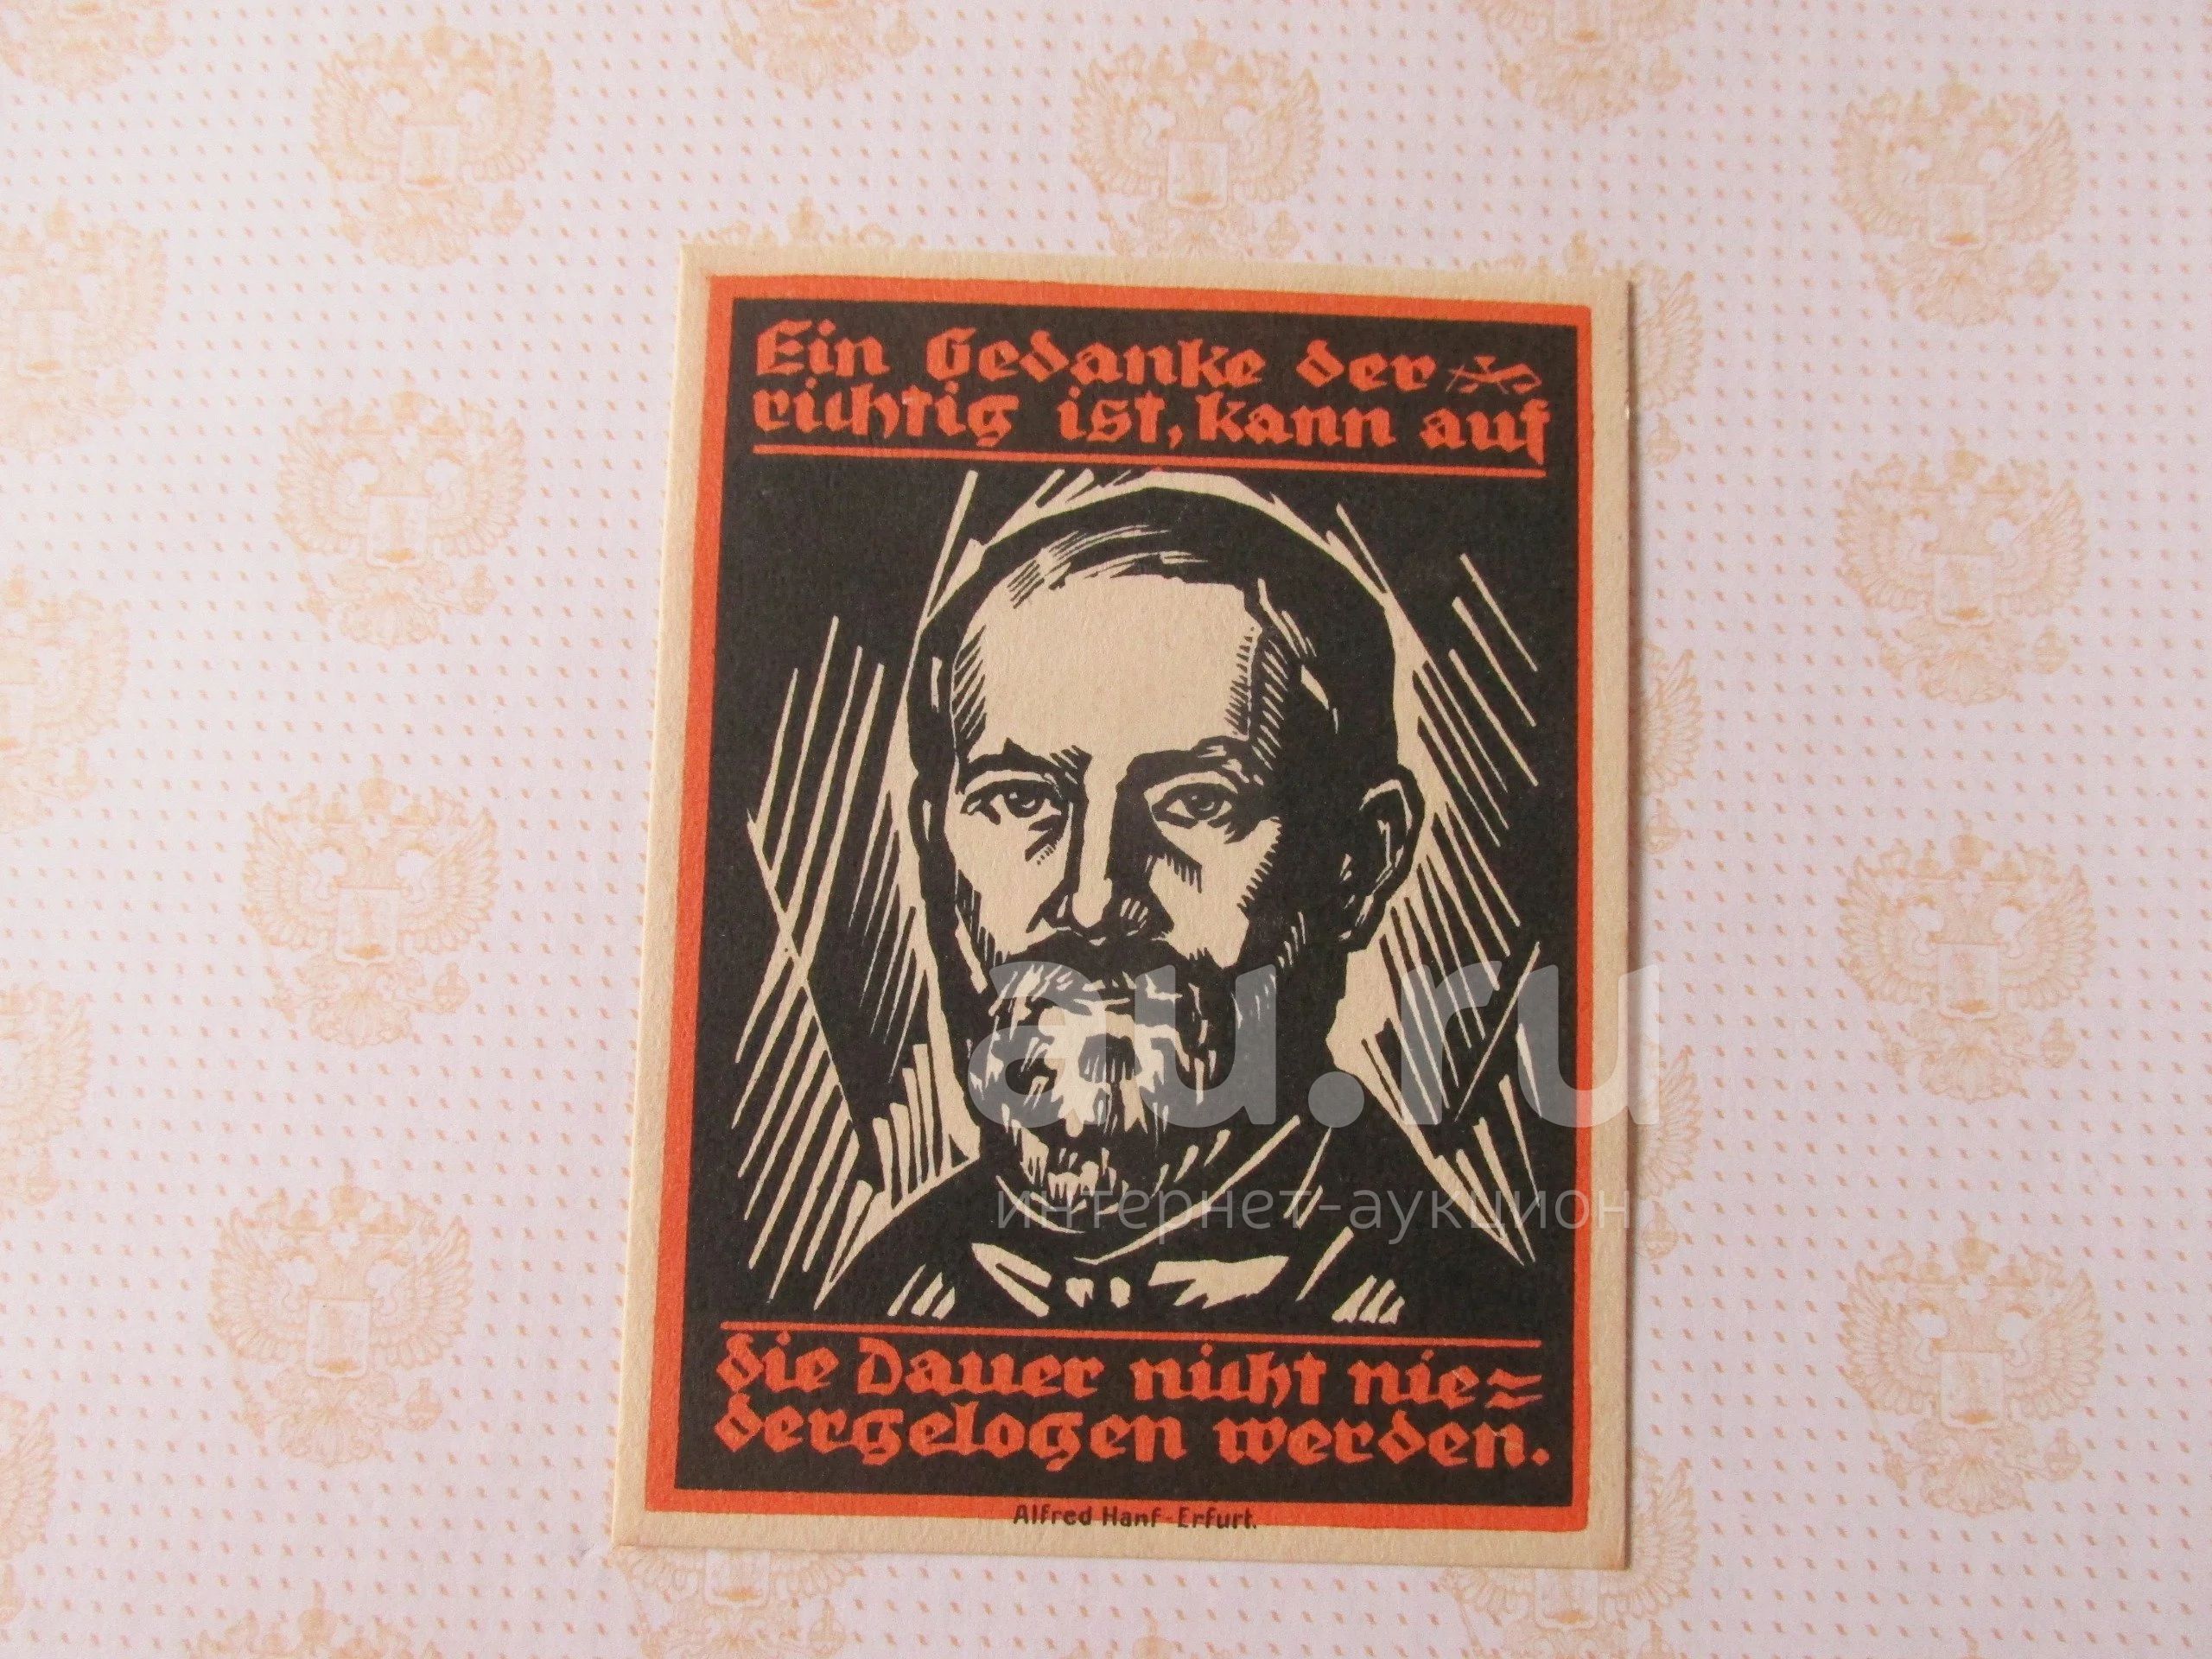 Ein Gedanke der
richtig ist, kann auf
die Dauer nicht nie=
dergelogen werden.
Alfred Hanf-Erfurt.
au.ru
интернет-аукцион